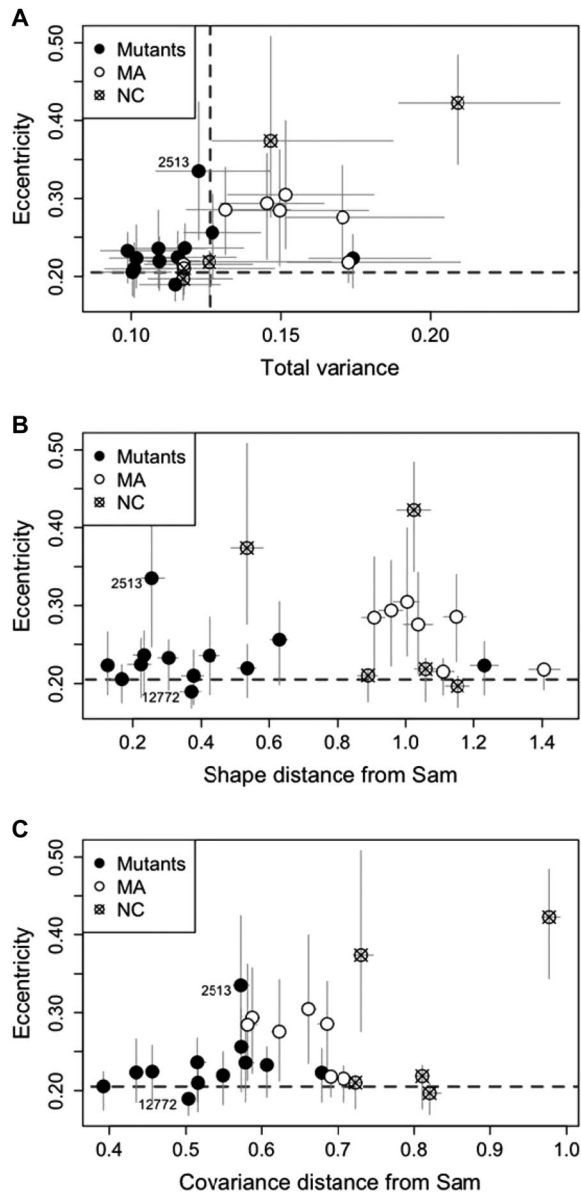 A
Mutants
MA
NC
2513
Eccentricity
0.50
0.40
0.30
0.20
0.10
0.15
0.20
Total variance
B
Mutants
MA
NC
2513
12772
Eccentricity
0.50
0.40
0.30
0.20
0.2
0.4
0.6
0.8
1.0
1.2
1.4
Shape distance from Sam
C
Mutants
MA
NC
2513
12772
Eccentricity
0.50
0.40
0.30
0.20
0.4
0.5
0.6
0.7
0.8
0.9
1.0
Covariance distance from Sam